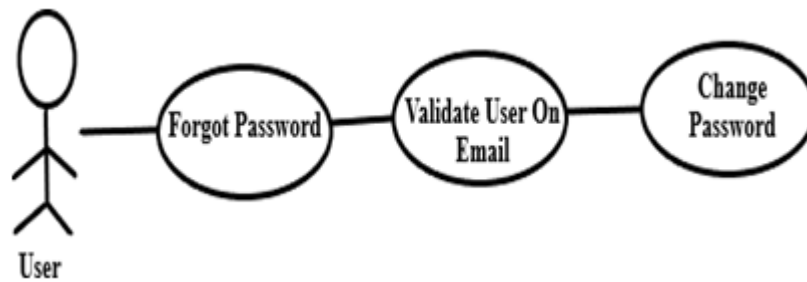 Forgot Password
Validate User On
Email
Change
Password
User